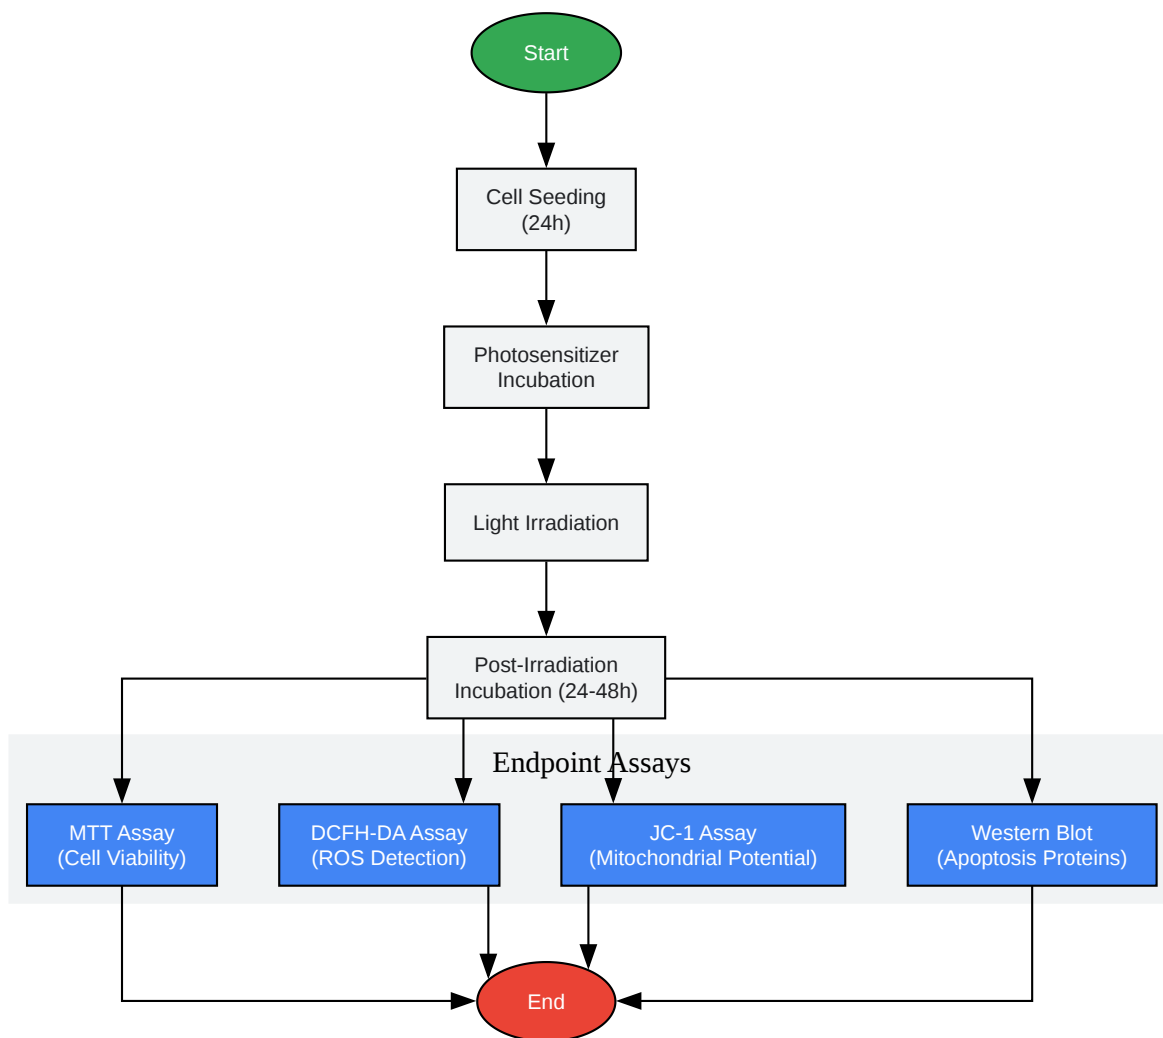 Start
Cell Seeding
(24h)
Photosensitizer
Incubation
Light Irradiation
Post-Irradiation
Incubation (24-48h)
Endpoint Assays
MTT Assay
(Cell Viability)
DCFH-DA Assay
(ROS Detection)
JC-1 Assay
(Mitochondrial Potential)
Western Blot
(Apoptosis Proteins)
End